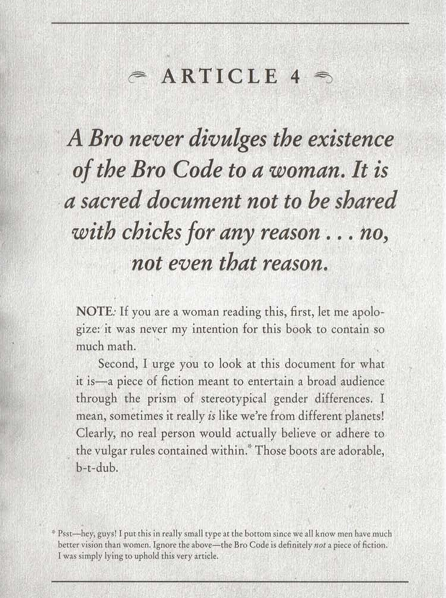 ARTICLE 4
A Bro never divulges the existence
of the Bro Code to a woman. It is
a sacred document not to be shared
with chicks for any reason . . . no,
not even that reason.
NOTE: If you are a woman reading this, first, let me apolo-
gize: it was never my intention for this book to contain so
much math.
Second, I urge you to look at this document for what
it is—a piece of fiction meant to entertain a broad audience
through the prism of stereotypical gender differences. I
mean, sometimes it really is like we're from different planets!
Clearly, no real person would actually believe or adhere to
the vulgar rules contained within.* Those boots are adorable,
b-t-dub.
* Psst—hey, guys! I put this in really small type at the bottom since we all know men have much
better vision than women. Ignore the above—the Bro Code is definitely not a piece of fiction.
I was simply lying to uphold this very article.